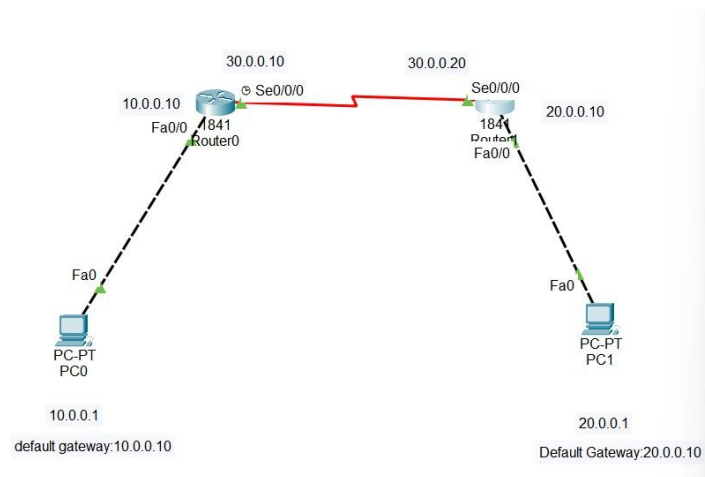 30.0.0.10
30.0.0.20
Se0/0/0
Se0/0/0
10.0.0.10
20.0.0.10
Fa0/0
1841
Router0
1841
Fa0/0
Fa0
Fa0
PC-PT
PC0
PC-PT
PC1
10.0.0.1
20.0.0.1
default gateway:10.0.0.10
Default Gateway:20.0.0.10